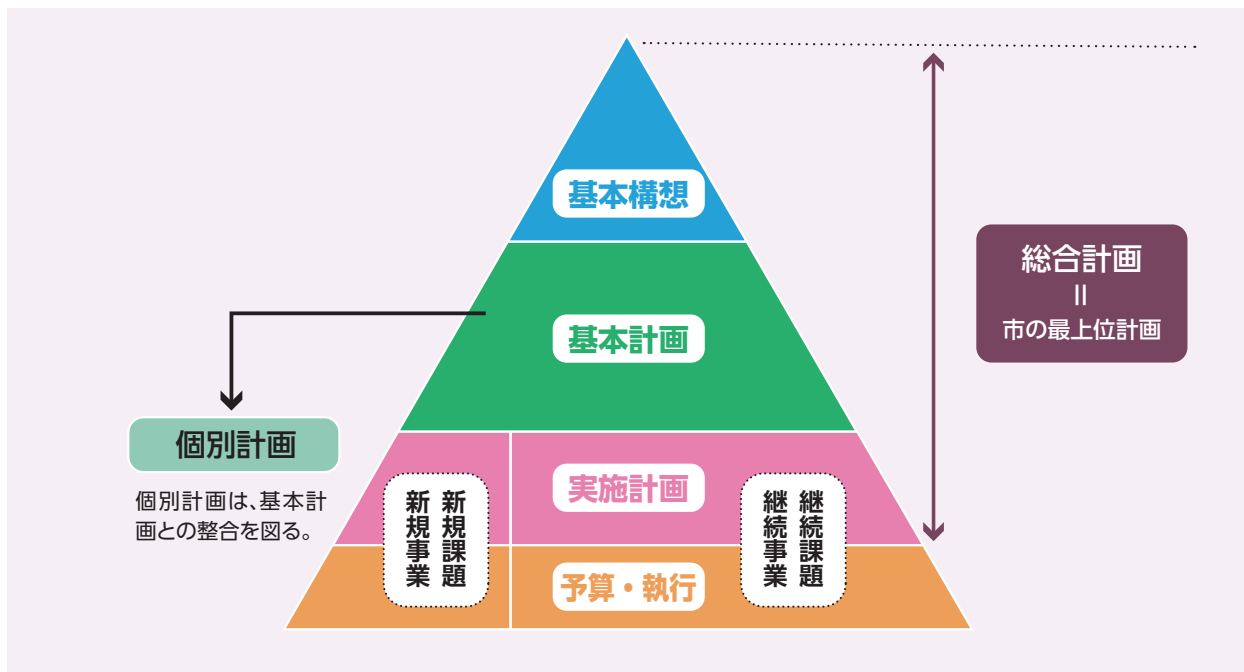 基本構想
総合計画
||
市の最上位計画
基本計画
個別計画
個別計画は、基本計
画との整合を図る。
実施計画
新規課題
新規事業
継続課題
継続事業
予算・執行